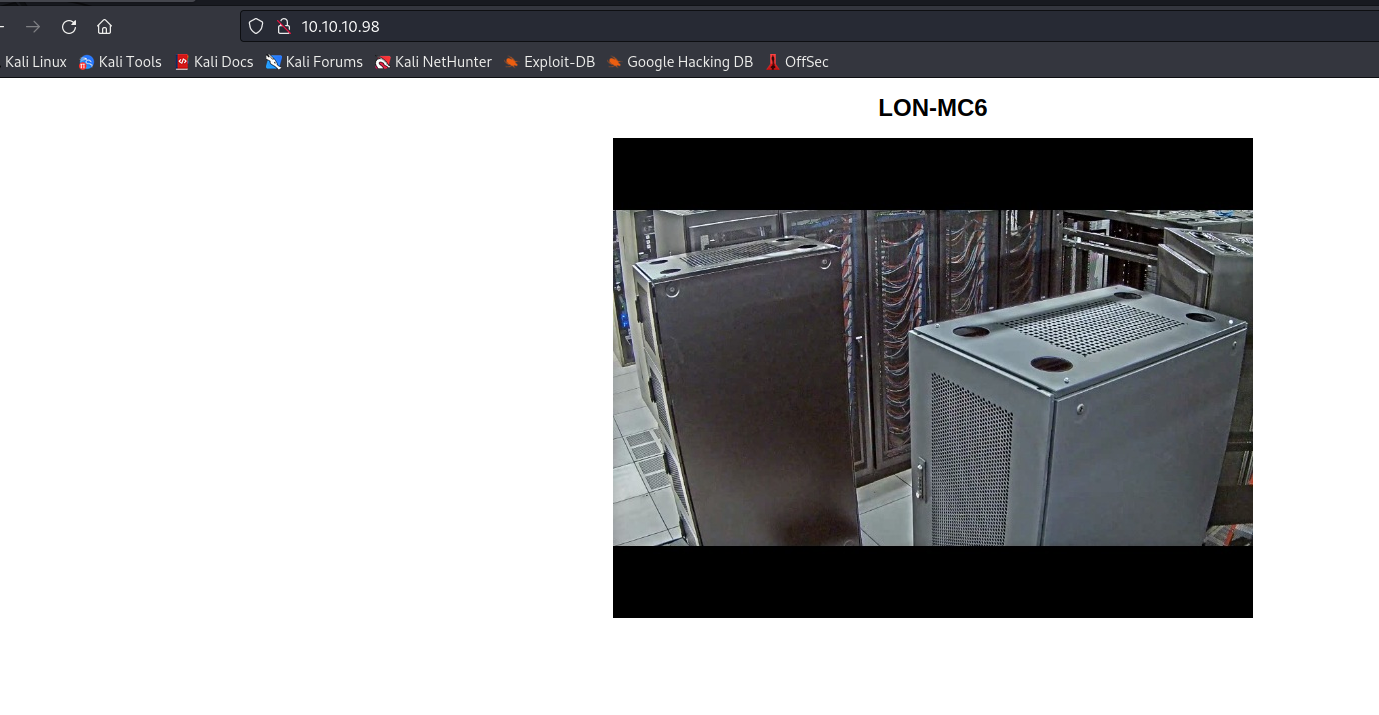 10.10.10.98
Kali Linux Kali Tools Kali Docs Kali Forums Kali NetHunter Exploit-DB Google Hacking DB OffSec
LON-MC6